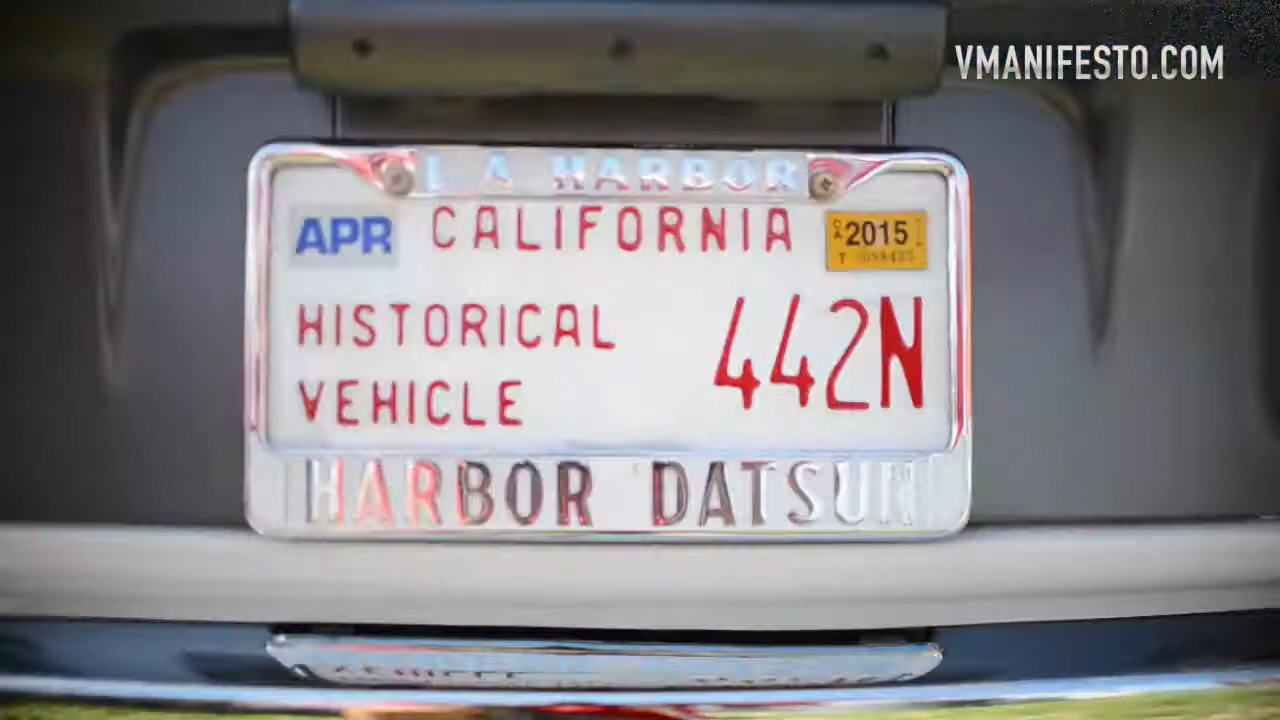 VMANIFESTO.COM
L A HARBOR
APR CALIFORNIA 2015
HISTORICAL 442N
VEHICLE
HARBOR DATSUN